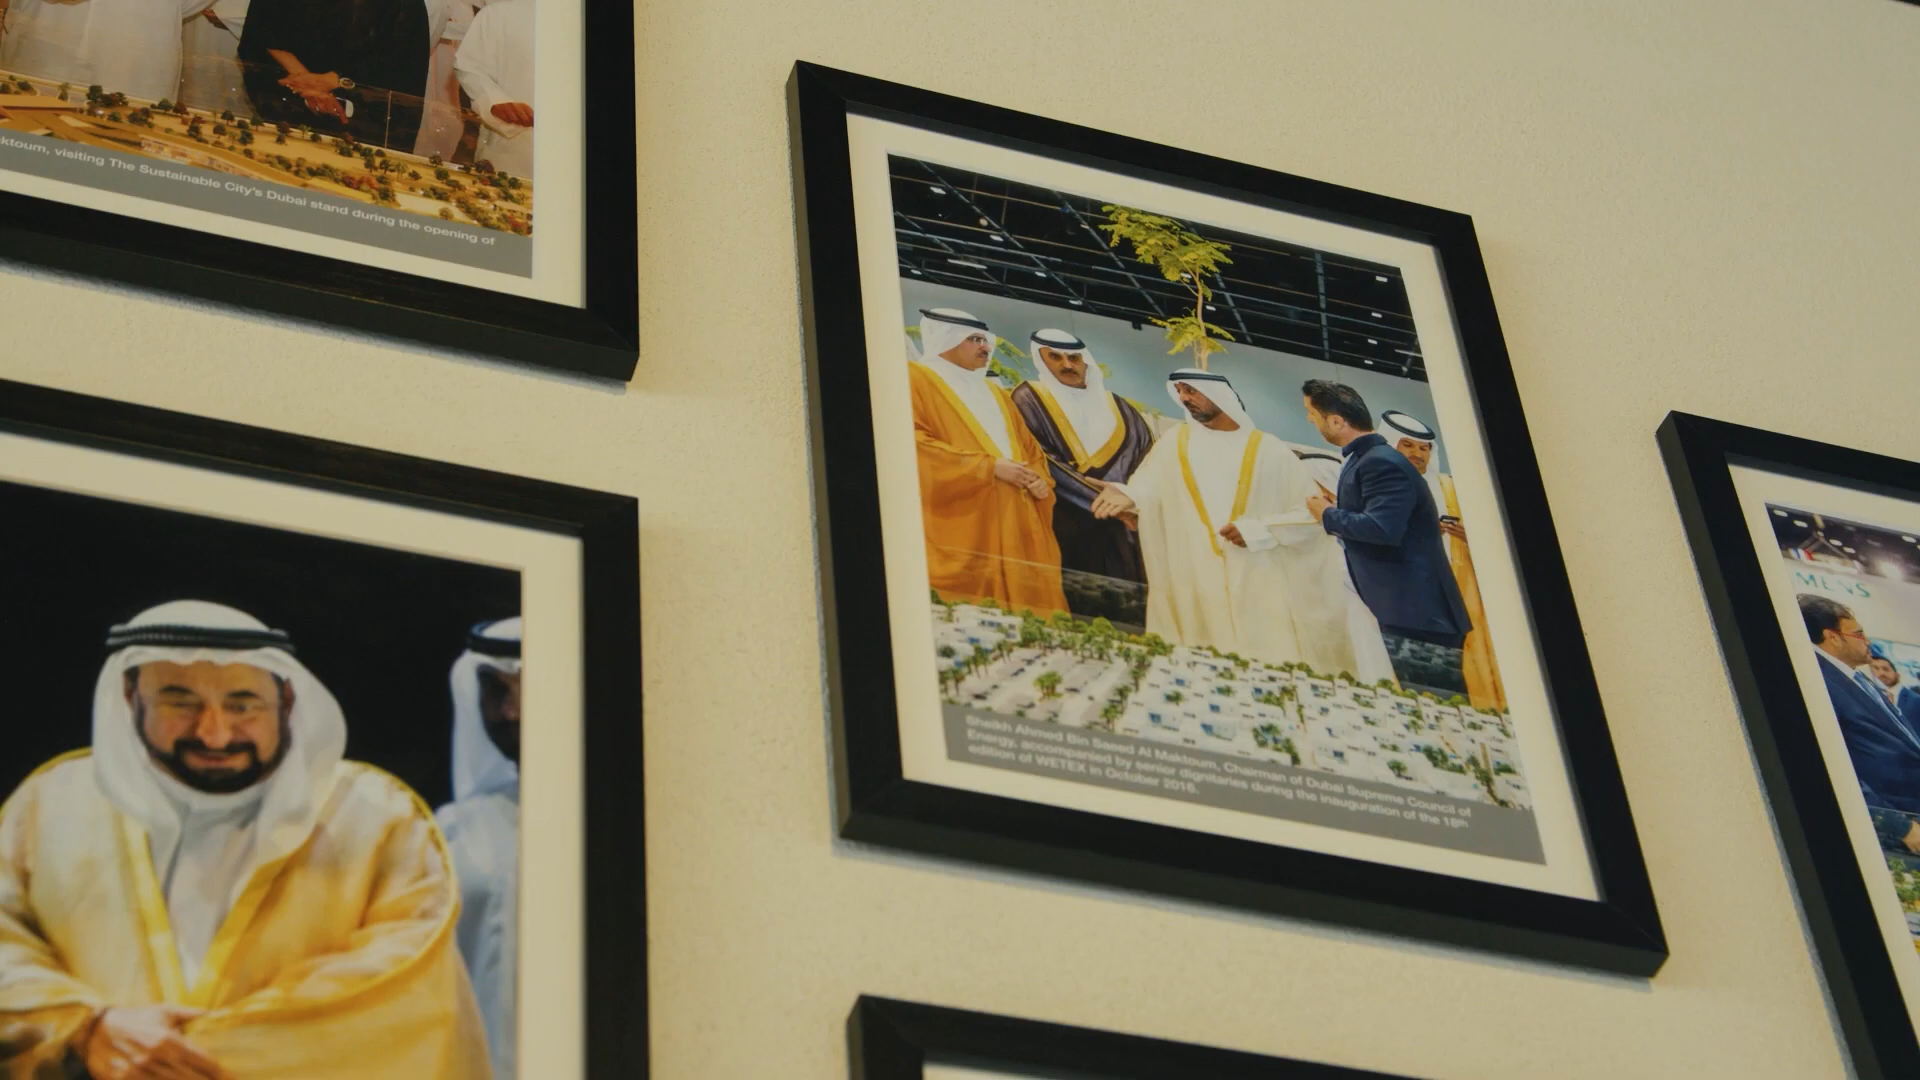 ktoum, visiting The Sustainable City's Dubai stand during the opening of
Sheikh Ahmed Bin Saeed Al Maktoum, Chairman of Dubai Supreme Council of
Energy, accompanied by senior dignitaries during the inauguration of the 18th
edition of WETEX in October 2016.
MENS